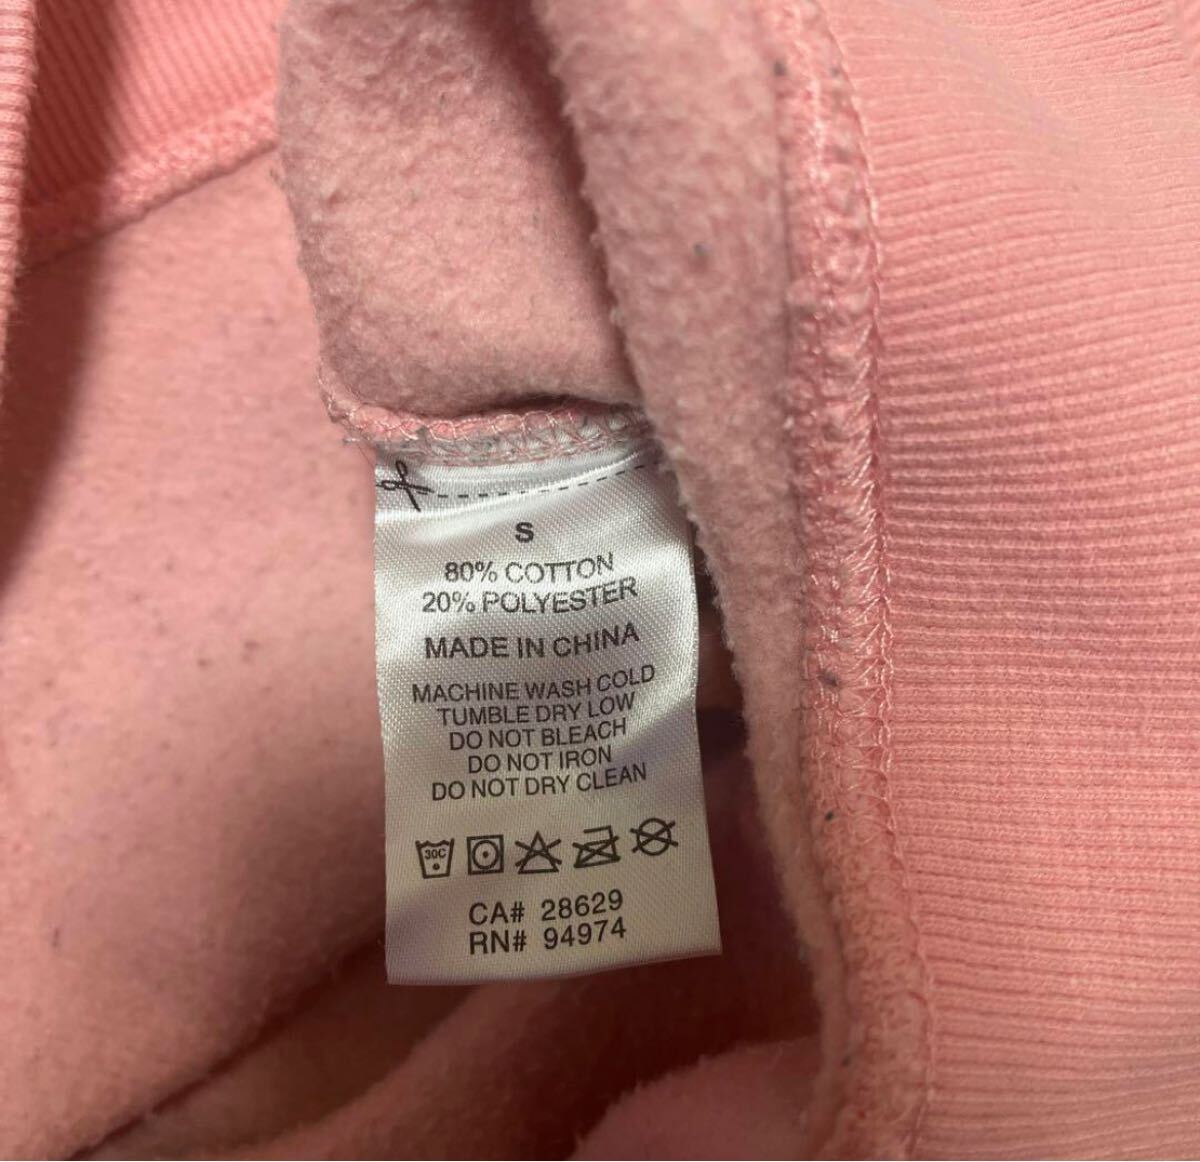 S
80% COTTON
20% POLYESTER
MADE IN CHINA
MACHINE WASH COLD
TUMBLE DRY LOW
DO NOT BLEACH
DO NOT IRON
DO NOT DRY CLEAN
30C
CA# 28629
RN# 94974